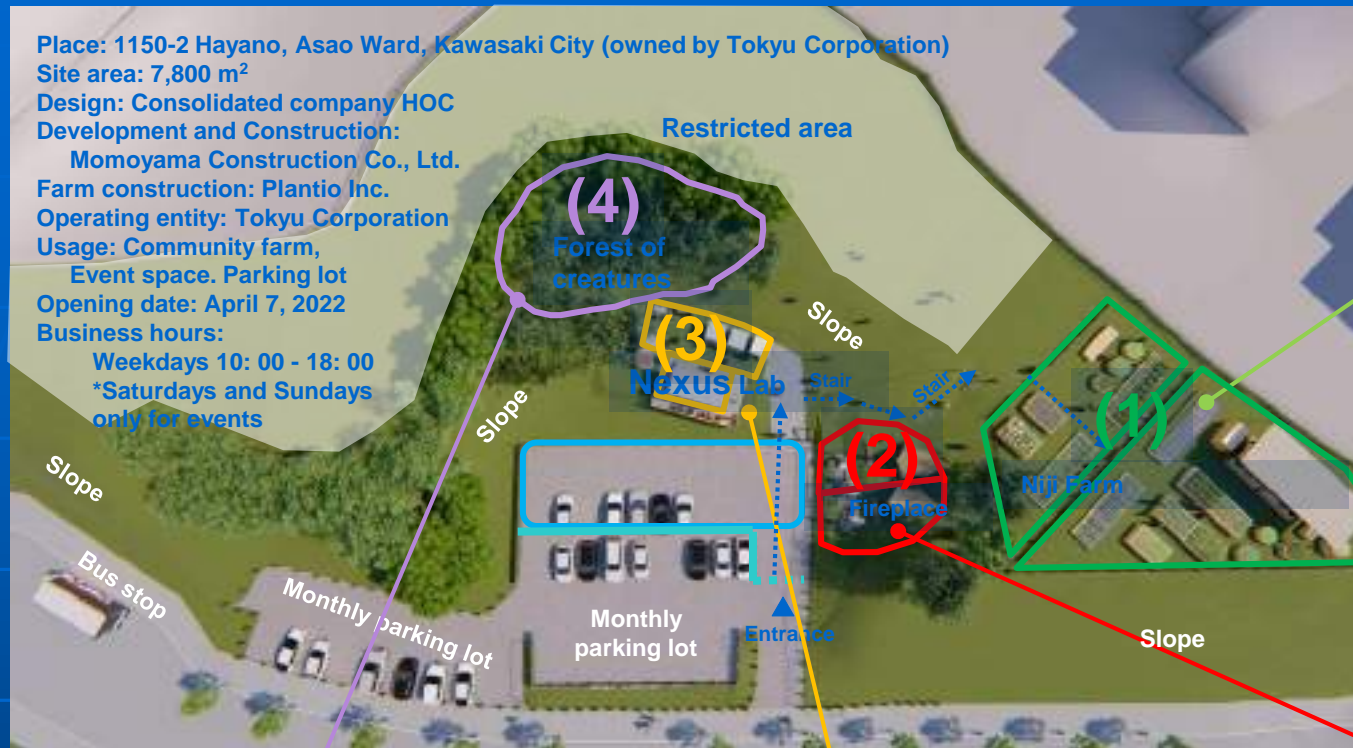 Place: 1150-2 Hayano, Asao Ward, Kawasaki City (owned by Tokyu Corporation)
Site area: 7,800 m²
Design: Consolidated company HOC
Development and Construction:
Momoyama Construction Co., Ltd.
Farm construction: Plantio Inc.
Operating entity: Tokyu Corporation
Usage: Community farm,
Event space. Parking lot
Opening date: April 7, 2022
Business hours:
Weekdays 10: 00 - 18: 00
*Saturdays and Sundays
only for events
Restricted area
(4)
Forest of
creatures
Slope
(3)
Nexus Lab
Stair
Stair
(1)
Niji Farm
(2)
Fireplace
Slope
Slope
Bus stop
Monthly parking lot
Monthly
parking lot
Entrance
Slope